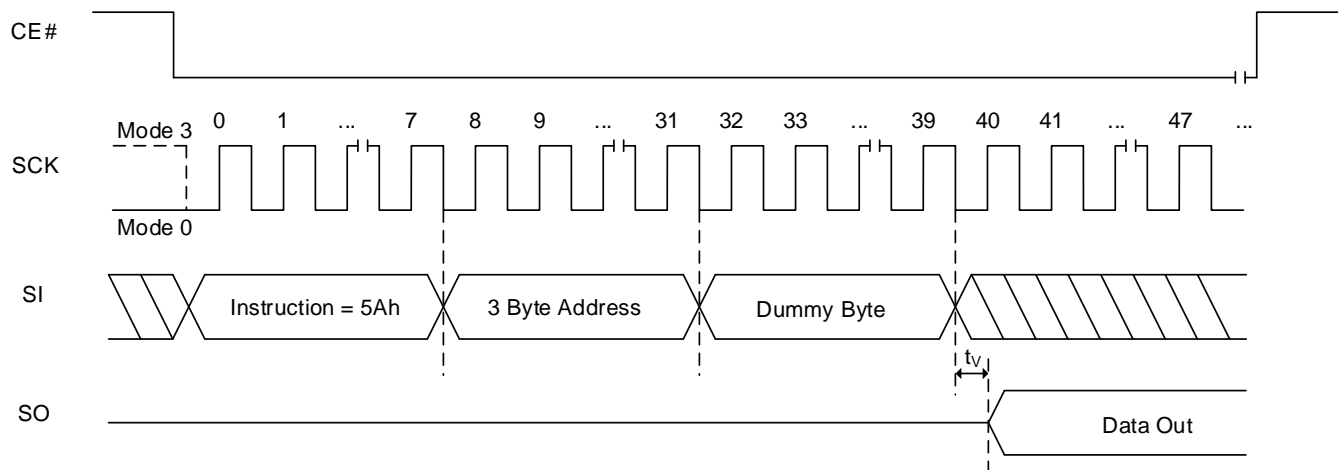 CE#
SCK
Mode 3
0 1 ... 7 8 9 ... 31 32 33 ... 39 40 41 ... 47 ...
Mode 0
SI
Instruction = 5Ah 3 Byte Address Dummy Byte
tV
SO
Data Out